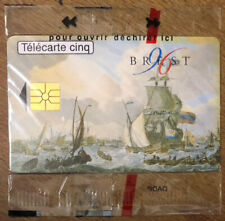 pour ouvrir déchirer ici
Télécarte cinq
96
BREST